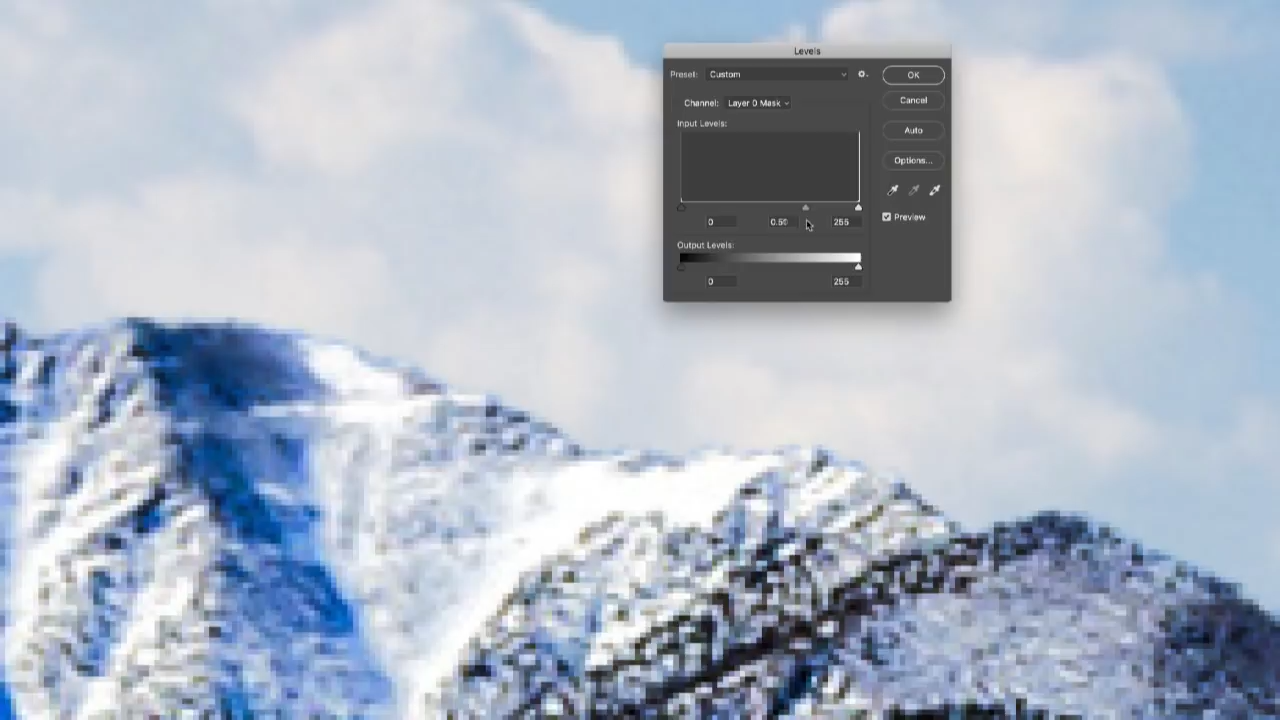 Levels
Preset: Custom
OK
Channel: Layer 0 Mask
Cancel
Input Levels:
Auto
Options...
Preview
0 0.50 255
Output Levels:
0 255